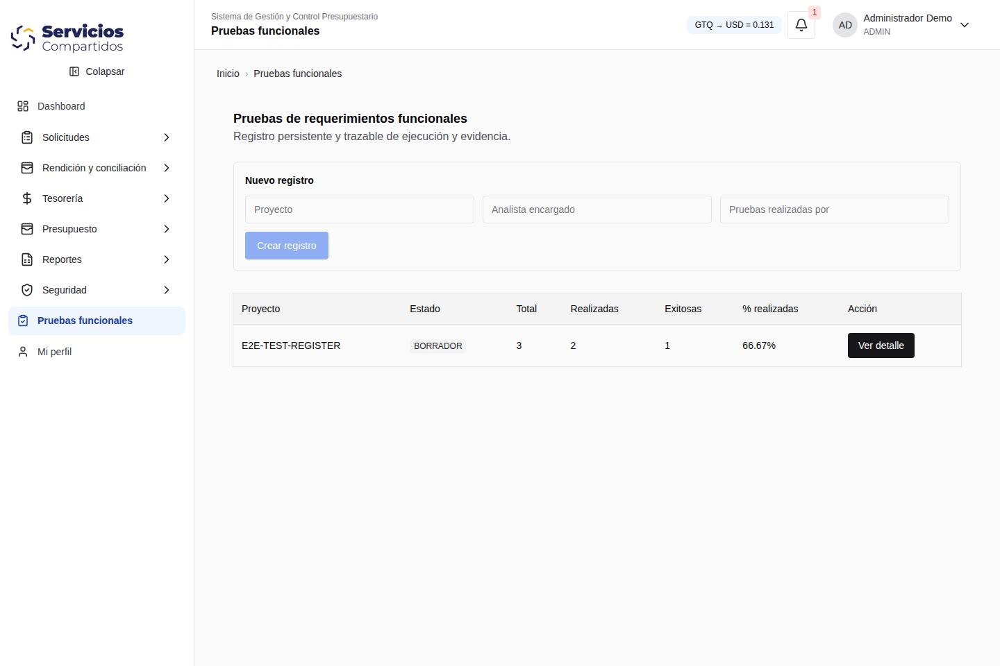 Servicios
Compartidos
Colapsar
Dashboard
Solicitudes
Rendición y conciliación
Tesorería
Presupuesto
Reportes
Seguridad
Pruebas funcionales
Mi perfil
Sistema de Gestión y Control Presupuestario
Pruebas funcionales
GTQ → USD = 0.131
1
AD
Administrador Demo
ADMIN
Inicio › Pruebas funcionales
Pruebas de requerimientos funcionales
Registro persistente y trazable de ejecución y evidencia.
Nuevo registro
Proyecto Analista encargado Pruebas realizadas por
Crear registro
Proyecto Estado Total Realizadas Exitosas % realizadas Acción
E2E-TEST-REGISTER BORRADOR 3 2 1 66.67% Ver detalle